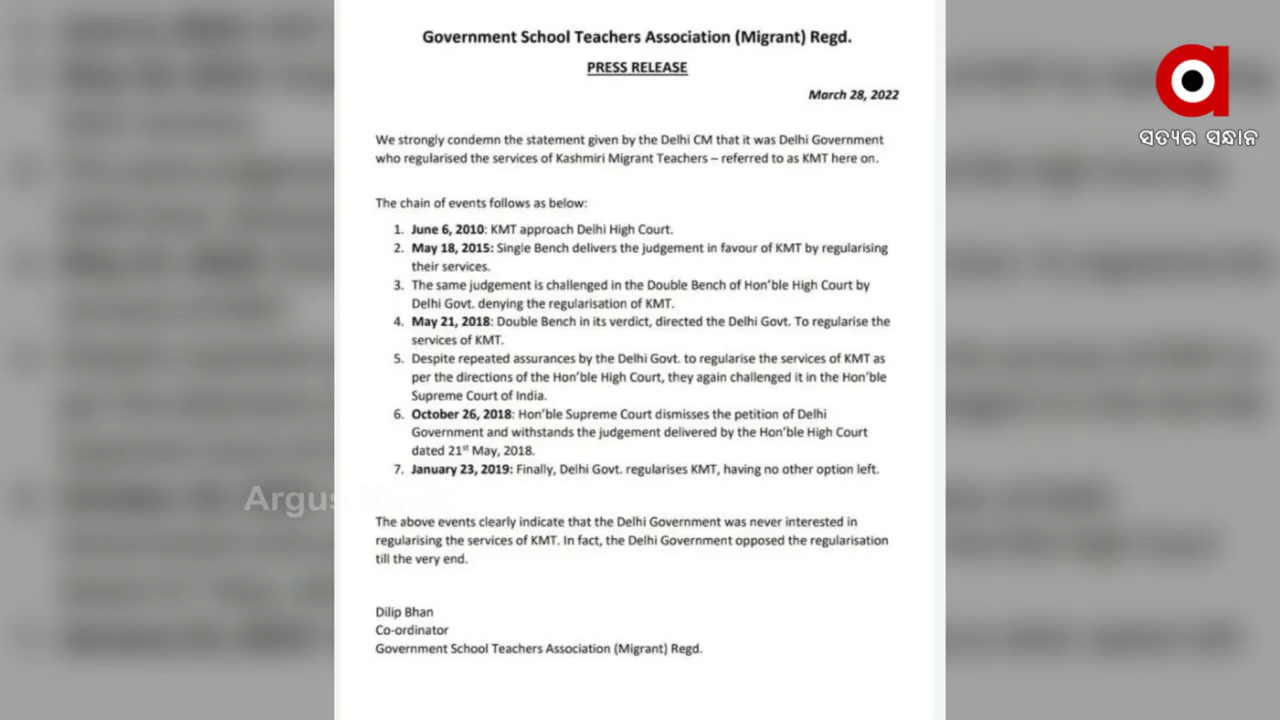 Government School Teachers Association (Migrant) Regd.
PRESS RELEASE
March 28, 2022
ସତ୍ୟର ସନ୍ଧାନ
We strongly condemn the statement given by the Delhi CM that it was Delhi Government
who regularised the services of Kashmiri Migrant Teachers – referred to as KMT here on.
The chain of events follows as below:
1. June 6, 2010: KMT approach Delhi High Court.
2. May 18, 2015: Single Bench delivers the judgement in favour of KMT by regularising
their services.
3. The same judgement is challenged in the Double Bench of Hon'ble High Court by
Delhi Govt. denying the regularisation of KMT.
4. May 21, 2018: Double Bench in its verdict, directed the Delhi Govt. To regularise the
services of KMT.
5. Despite repeated assurances by the Delhi Govt. to regularise the services of KMT as
per the directions of the Hon'ble High Court, they again challenged it in the Hon'ble
Supreme Court of India.
6. October 26, 2018: Hon'ble Supreme Court dismisses the petition of Delhi
Government and withstands the judgement delivered by the Hon'ble High Court
dated 21st May, 2018.
7. January 23, 2019: Finally, Delhi Govt. regularises KMT, having no other option left.
Argus News
The above events clearly indicate that the Delhi Government was never interested in
regularising the services of KMT. In fact, the Delhi Government opposed the regularisation
till the very end.
Dilip Bhan
Co-ordinator
Government School Teachers Association (Migrant) Regd.